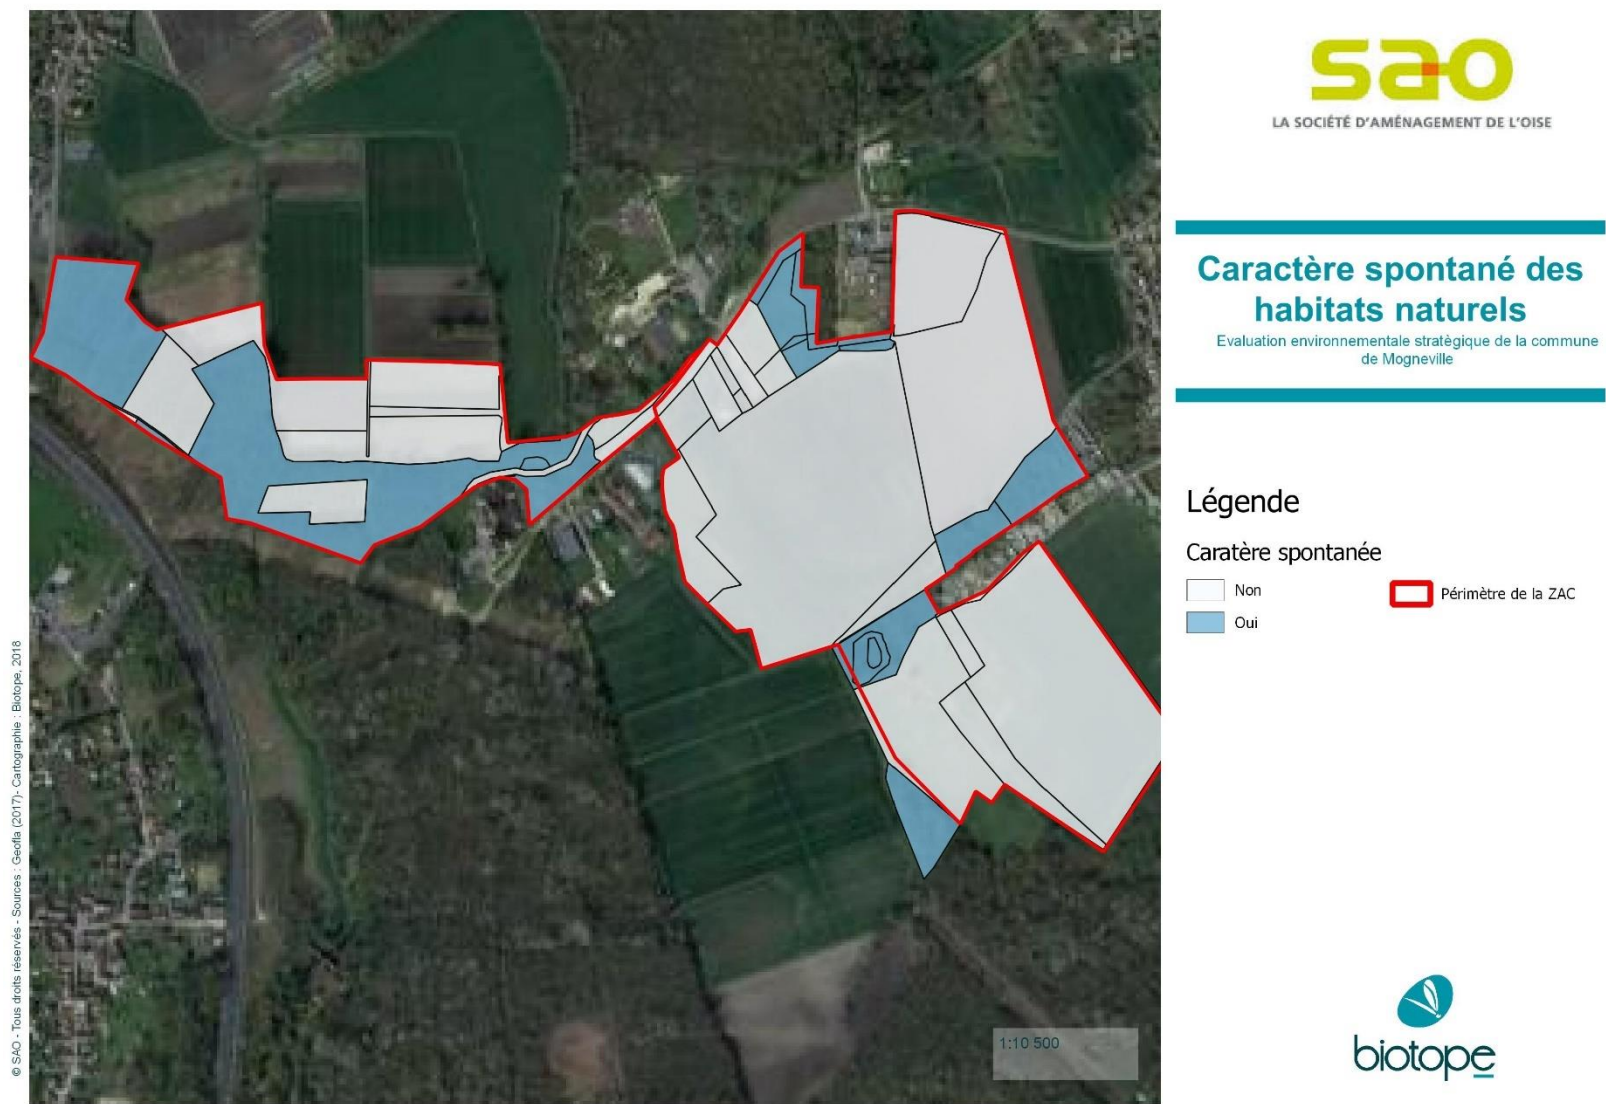 sao
LA SOCIÉTÉ D'AMÉNAGEMENT DE L'OISE
Caractère spontané des
habitats naturels
Evaluation environnementale stratégique de la commune
de Mogneville
Légende
Caratère spontanée
Non
Oui
Périmètre de la ZAC
1:10 500
biotope
© SAO - Tous droits réservés - Sources : Geofla (2017)- Cartographie : Biotope, 2018